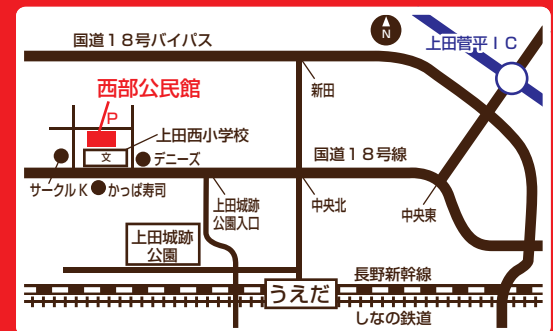 国道18号バイパス
N
上田菅平IC
西部公民館
P
新田
上田西小学校
文
デニーズ
国道18号線
サークルK
かっぱ寿司
上田城跡
公園入口
中央北
中央東
上田城跡
公園
長野新幹線
うえだ
しなの鉄道